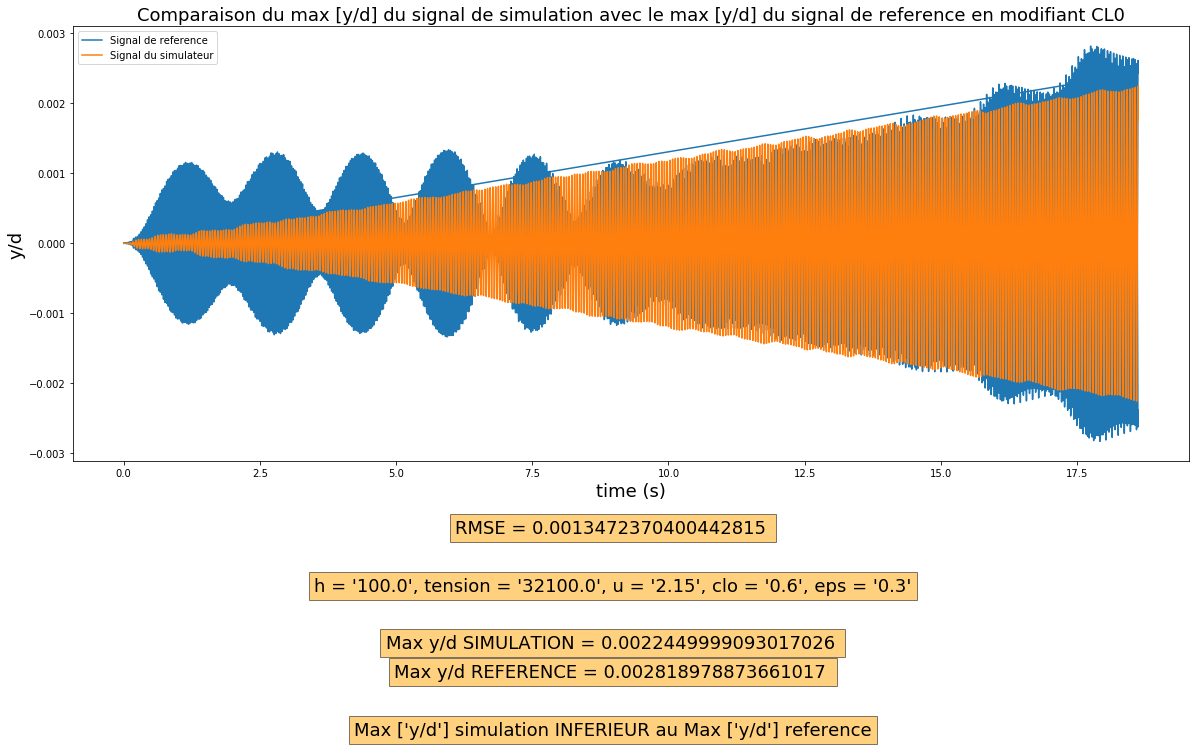 Comparaison du max [y/d] du signal de simulation avec le max [y/d] du signal de reference en modifiant CL0
Signal de reference
Signal du simulateur
0.003
0.002
0.001
0.000
−0.001
−0.002
−0.003
y/d
0.0 2.5 5.0 7.5 10.0 12.5 15.0 17.5
time (s)
RMSE = 0.0013472370400442815
h = '100.0', tension = '32100.0', u = '2.15', clo = '0.6', eps = '0.3'
Max y/d SIMULATION = 0.0022449999093017026
Max y/d REFERENCE = 0.002818978873661017
Max ['y/d'] simulation INFERIEUR au Max ['y/d'] reference